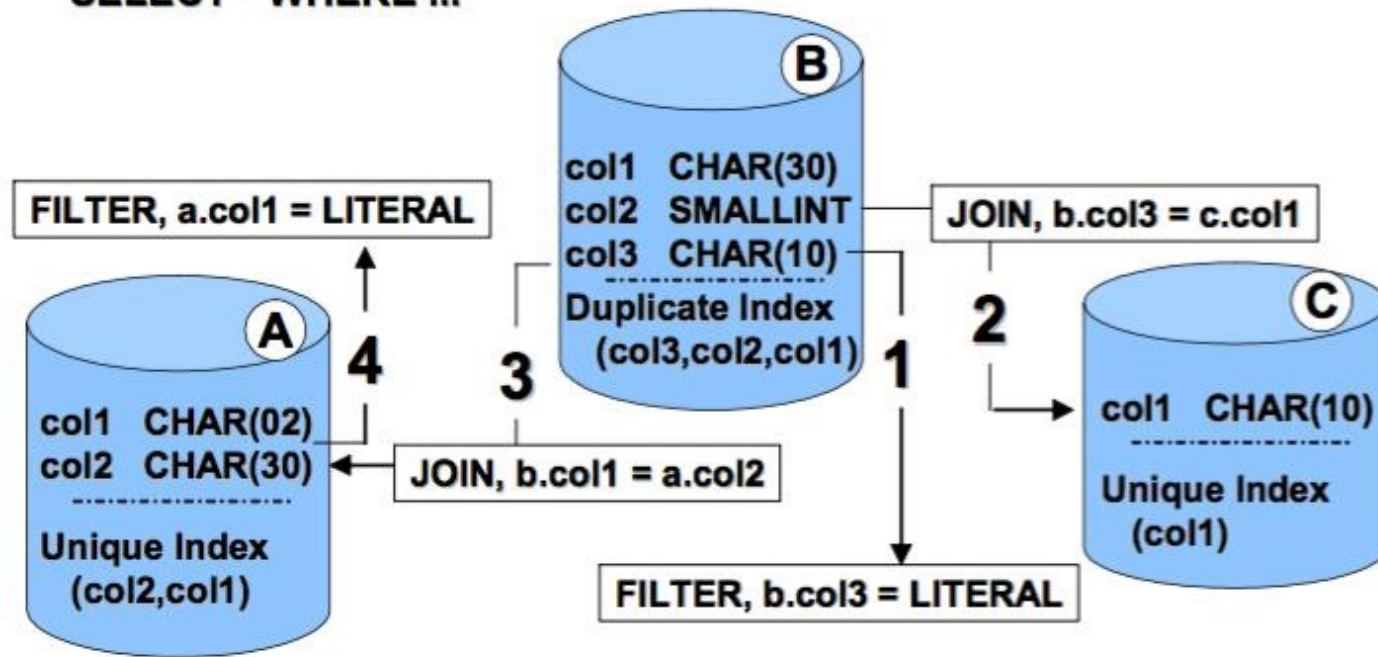 SELECT * WHERE ...
B
col1 CHAR(30)
col2 SMALLINT
col3 CHAR(10)
Duplicate Index
(col3,col2,col1)
FILTER, a.col1 = LITERAL
JOIN, b.col3 = c.col1
A
4
3
1
2
C
col1 CHAR(02)
col2 CHAR(30)
Unique Index
(col2,col1)
JOIN, b.col1 = a.col2
col1 CHAR(10)
Unique Index
(col1)
FILTER, b.col3 = LITERAL